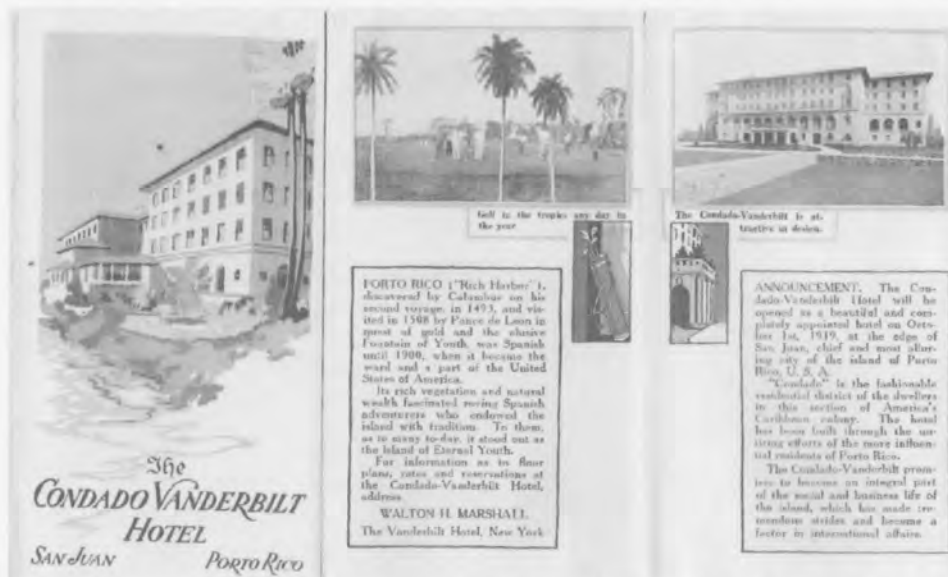 The
CONDADO VANDERBILT
HOTEL
SAN JUAN PORTO RICO
Golf in the tropics any day in
the year
PORTO RICO ("Rich Harbor"),
discovered by Columbus on his
second voyage, in 1493, and vis-
ited in 1508 by Ponce de Leon in
quest of gold and the elusive
Fountain of Youth, was Spanish
until 1900, when it became the
ward and a part of the United
States of America.
Its rich vegetation and natural
wealth fascinated roving Spanish
adventurers who endowed the
island with tradition. To them,
as to many to-day, it stood out as
the Island of Eternal Youth.
For information as to floor
plans, rates and reservations at
the Condado-Vanderbilt Hotel,
address
WALTON H. MARSHALL
The Vanderbilt Hotel, New York
The Condado-Vanderbilt is at-
tractive in design.
ANNOUNCEMENT. The Con-
dado-Vanderbilt Hotel will be
opened as a beautiful and com-
pletely appointed hotel on Octo-
ber 1st, 1919, at the edge of
San Juan, chief and most allur-
ing city of the island of Porto
Rico, U. S. A.
"Condado" is the fashionable
residential district of the dwellers
in this section of America's
Caribbean colony. The hotel
has been built through the un-
tiring efforts of the more influen-
tial residents of Porto Rico.
The Condado-Vanderbilt prom-
ises to become an integral part
of the social and business life of
the island, which has made tre-
mendous strides and become a
factor in international affairs.